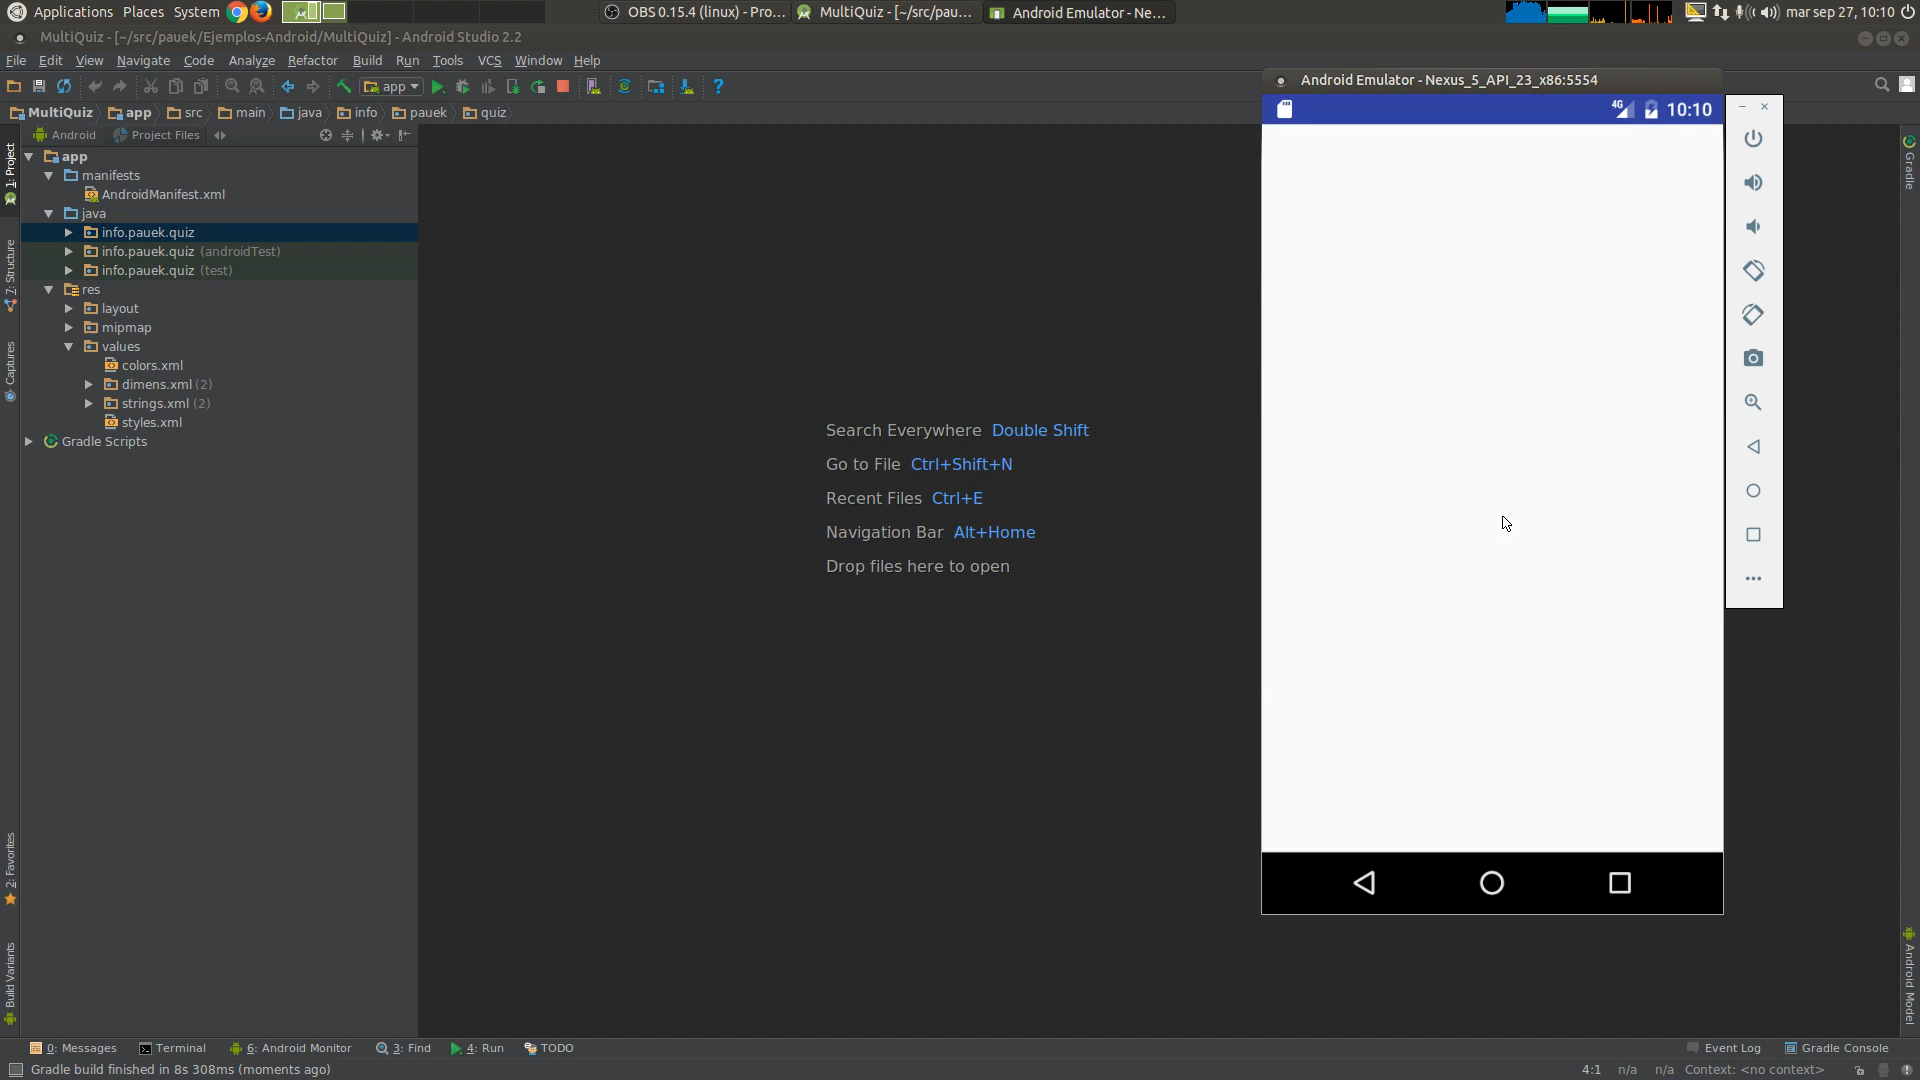 Applications Places System
OBS 0.15.4 (linux) - Pro...
MultiQuiz - [~/src/pau...
Android Emulator - Ne...
mar sep 27, 10:10
MultiQuiz - [~/src/pauek/Ejemplos-Android/MultiQuiz] - Android Studio 2.2
File Edit View Navigate Code Analyze Refactor Build Run Tools VCS Window Help
app
MultiQuiz app src main java info pauek quiz
Android Project Files
1: Project
7: Structure
Captures
2: Favorites
Build Variants
app
manifests
AndroidManifest.xml
java
info.pauek.quiz
info.pauek.quiz (androidTest)
info.pauek.quiz (test)
res
layout
mipmap
values
colors.xml
dimens.xml (2)
strings.xml (2)
styles.xml
Gradle Scripts
Search Everywhere Double Shift
Go to File Ctrl+Shift+N
Recent Files Ctrl+E
Navigation Bar Alt+Home
Drop files here to open
Android Emulator - Nexus_5_API_23_x86:5554
4G 10:10
Gradle
Android Model
0: Messages Terminal 6: Android Monitor 3: Find 4: Run TODO
Event Log Gradle Console
Gradle build finished in 8s 308ms (moments ago)
4:1 n/a n/a Context: <no context>